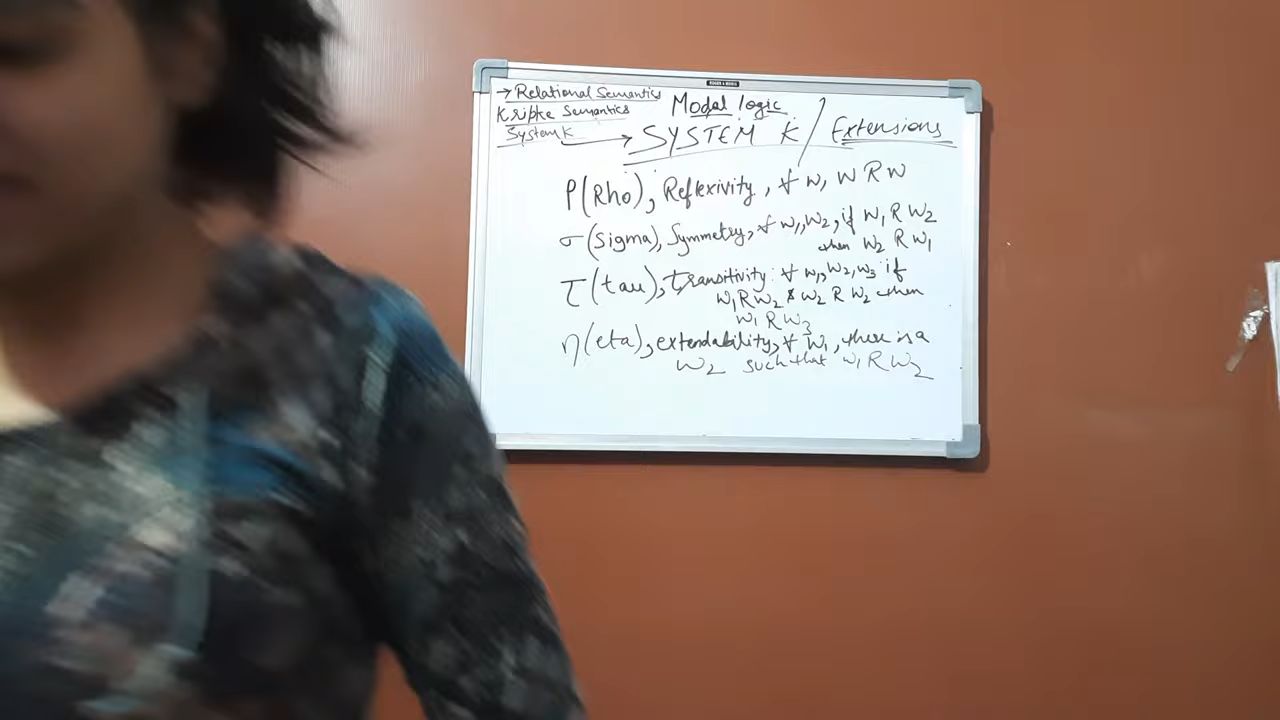 → Relational Semantics
Kripke Semantics
System K
Modal logic
SYSTEM K / Extensions
ρ(Rho), Reflexivity, ∀ w, w R w
σ(sigma), Symmetry, ∀ w₁, w₂, if w₁ R w₂
then w₂ R w₁
τ(tau), transitivity: ∀ w₁, w₂, w₃ if
w₁ R w₂ & w₂ R w₂ then
w₁ R w₃
η(eta), extendability, ∀ w₁, there is a
w₂ such that w₁ R w₂